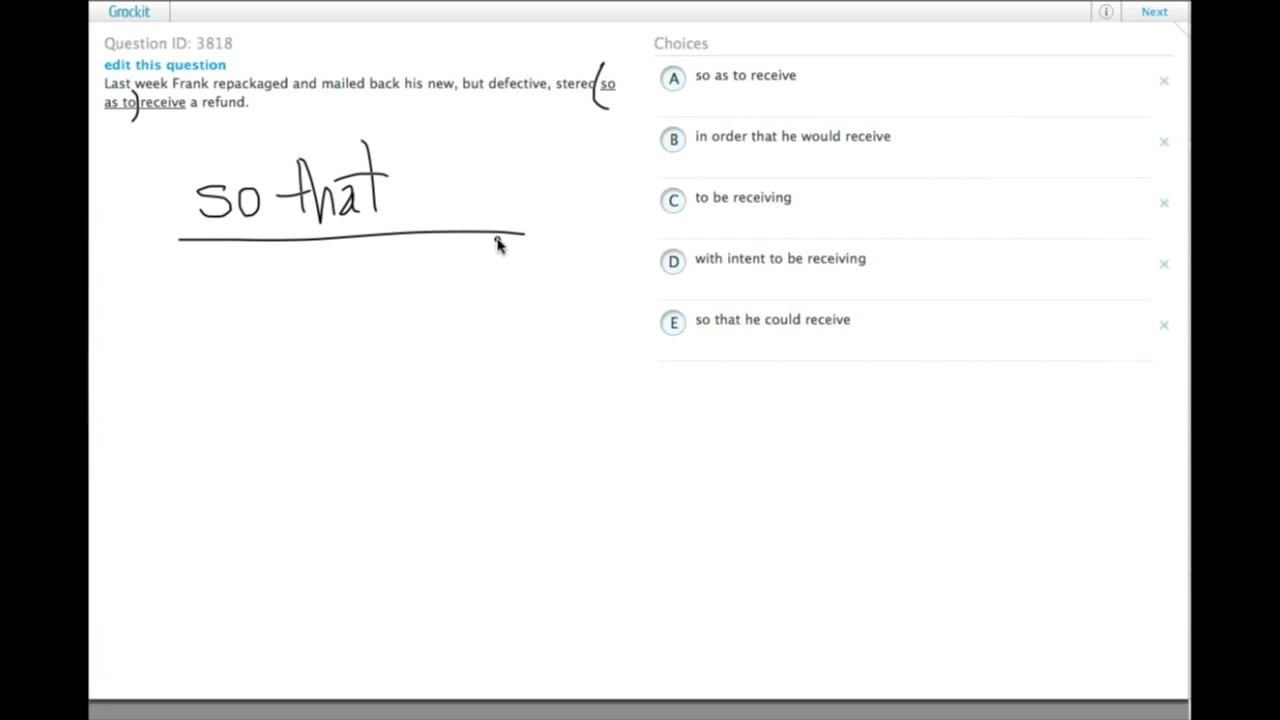 Grockit
i Next
Question ID: 3818
edit this question
Last week Frank repackaged and mailed back his new, but defective, stereo so
as to receive a refund.
so that
Choices
A so as to receive ×
B in order that he would receive ×
C to be receiving ×
D with intent to be receiving ×
E so that he could receive ×